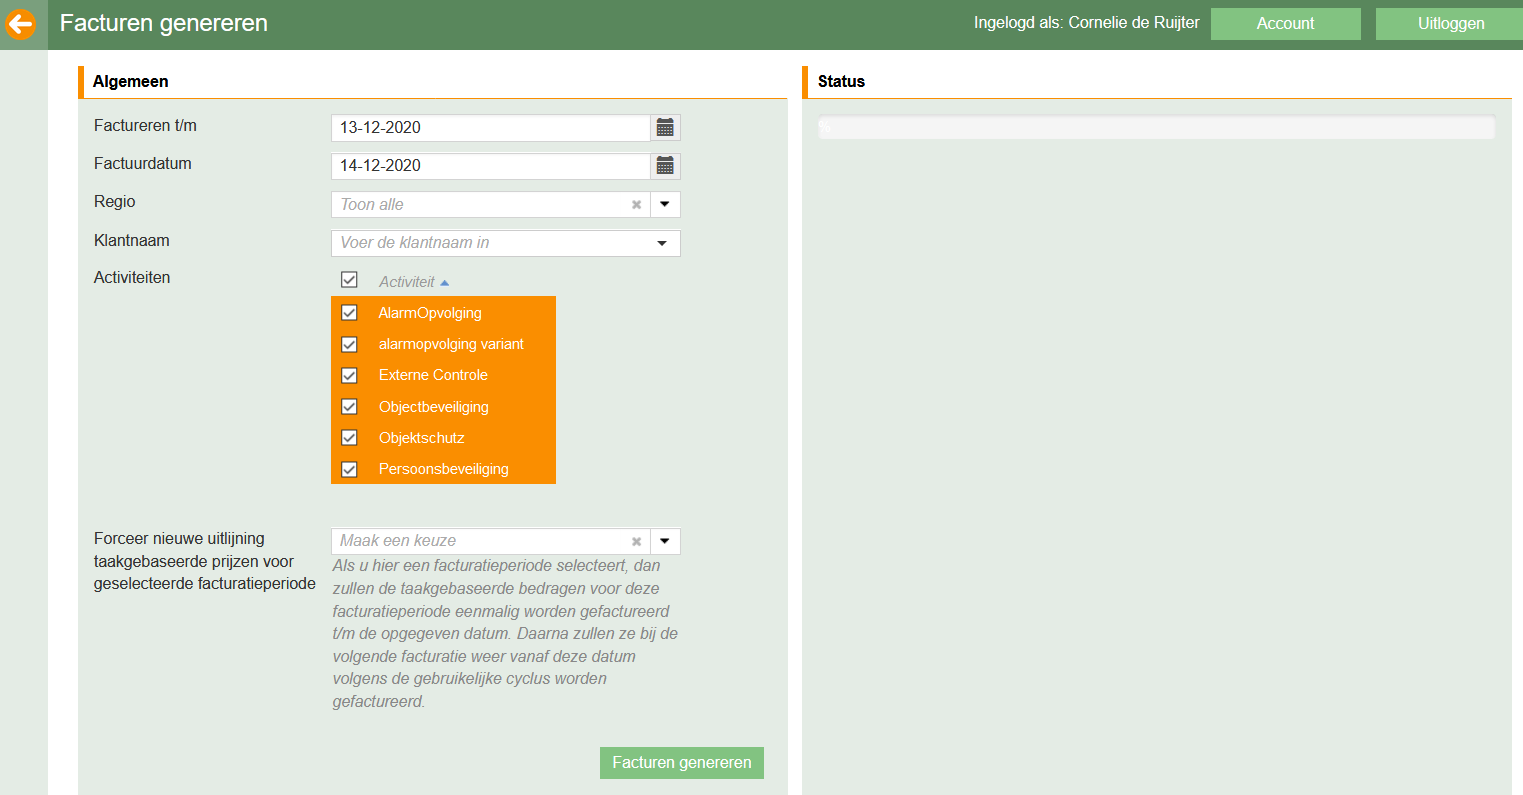 Facturen genereren
Ingelogd als: Cornelie de Ruijter
Account
Uitloggen
Algemeen
Factureren t/m
13-12-2020
Factuurdatum
14-12-2020
Regio
Toon alle
Klantnaam
Voer de klantnaam in
Activiteiten
Activiteit
AlarmOpvolging
alarmopvolging variant
Externe Controle
Objectbeveiliging
Objektschutz
Persoonsbeveiliging
Forceer nieuwe uitlijning
taakgebaseerde prijzen voor
geselecteerde facturatieperiode
Maak een keuze
Als u hier een facturatieperiode selecteert, dan
zullen de taakgebaseerde bedragen voor deze
facturatieperiode eenmalig worden gefactureerd
t/m de opgegeven datum. Daarna zullen ze bij de
volgende facturatie weer vanaf deze datum
volgens de gebruikelijke cyclus worden
gefactureerd.
Facturen genereren
Status